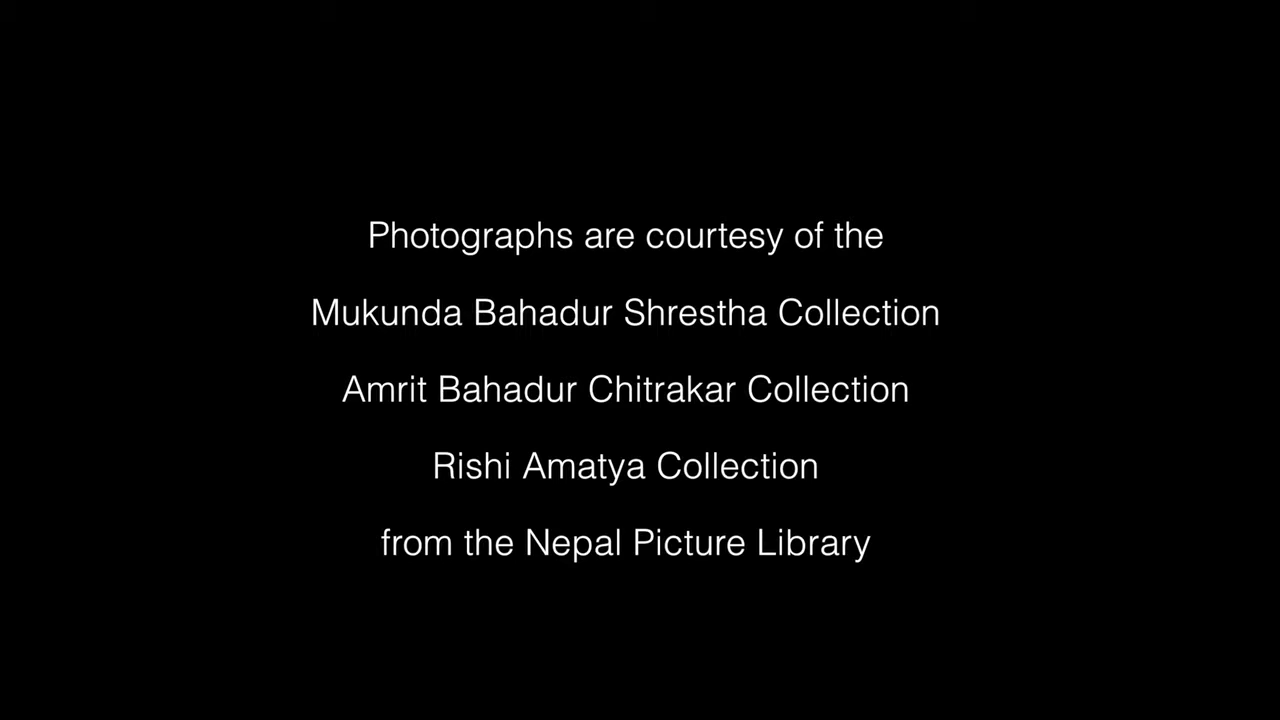 Photographs are courtesy of the
Mukunda Bahadur Shrestha Collection
Amrit Bahadur Chitrakar Collection
Rishi Amatya Collection
from the Nepal Picture Library